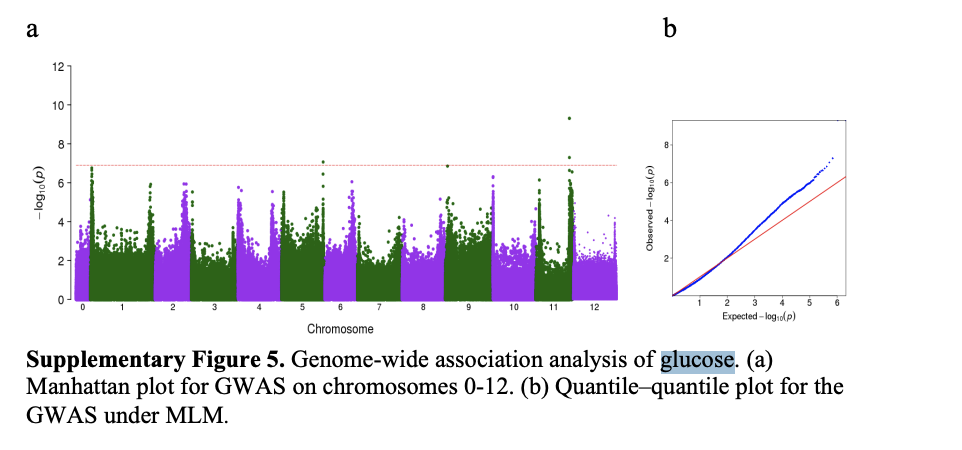 a
b
12
10
8
6
4
2
0
−log₁₀(p)
0 1 2 3 4 5 6 7 8 9 10 11 12
Chromosome
8
6
4
2
Observed −log₁₀(p)
1 2 3 4 5 6
Expected −log₁₀(p)
Supplementary Figure 5. Genome-wide association analysis of glucose. (a)
Manhattan plot for GWAS on chromosomes 0-12. (b) Quantile–quantile plot for the
GWAS under MLM.